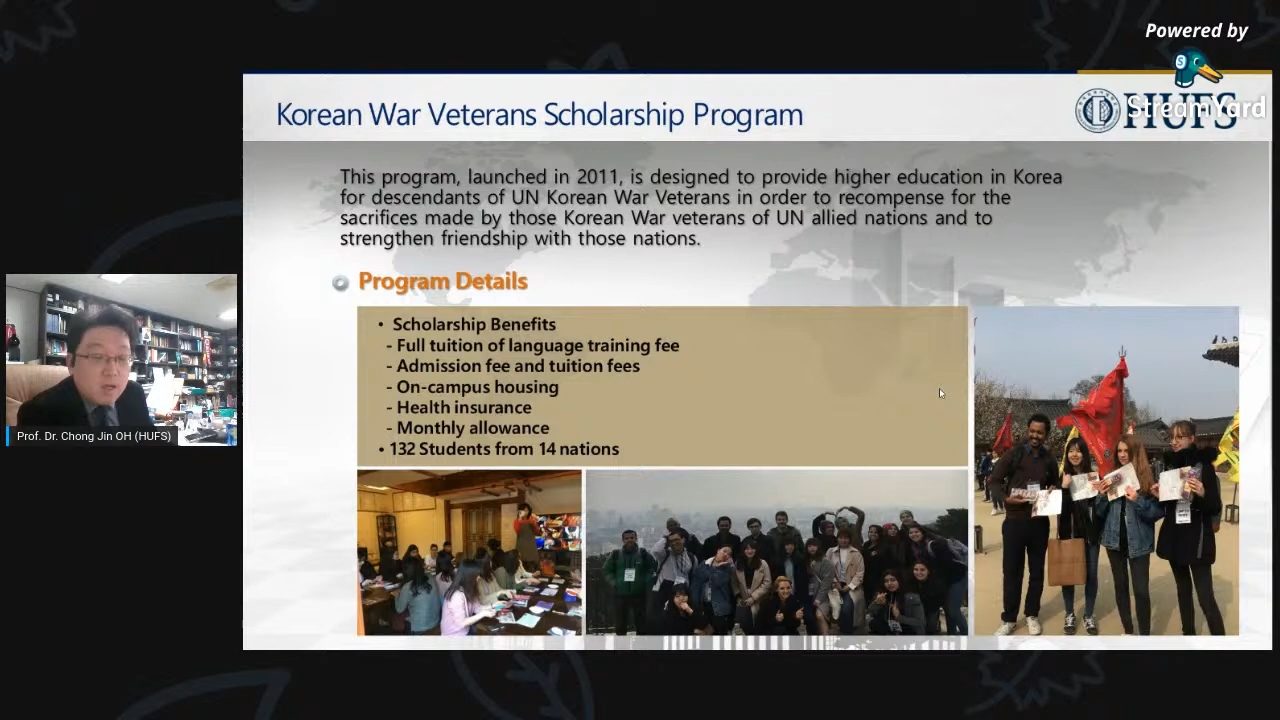 Powered by
StreamYard
Korean War Veterans Scholarship Program
HUFS
This program, launched in 2011, is designed to provide higher education in Korea
for descendants of UN Korean War Veterans in order to recompense for the
sacrifices made by those Korean War veterans of UN allied nations and to
strengthen friendship with those nations.
Program Details
• Scholarship Benefits
- Full tuition of language training fee
- Admission fee and tuition fees
- On-campus housing
- Health insurance
- Monthly allowance
• 132 Students from 14 nations
Prof. Dr. Chong Jin OH (HUFS)